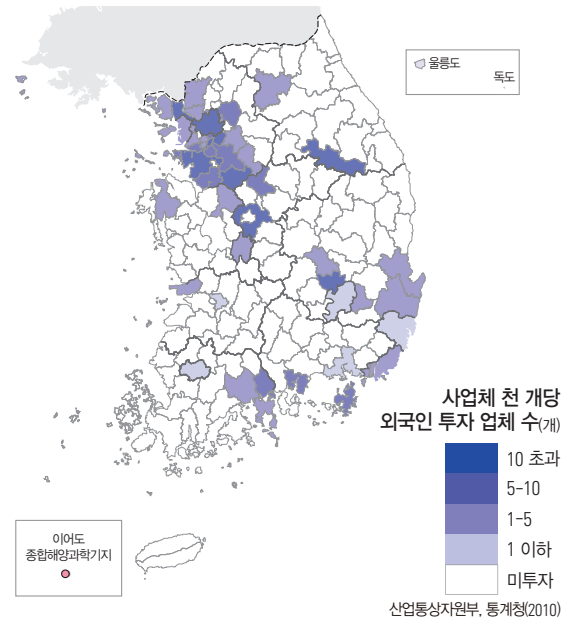 울릉도
독도
사업체 천 개당
외국인 투자 업체 수(개)
10 초과
5-10
1-5
1 이하
미투자
이어도
종합해양과학기지
산업통상자원부, 통계청(2010)